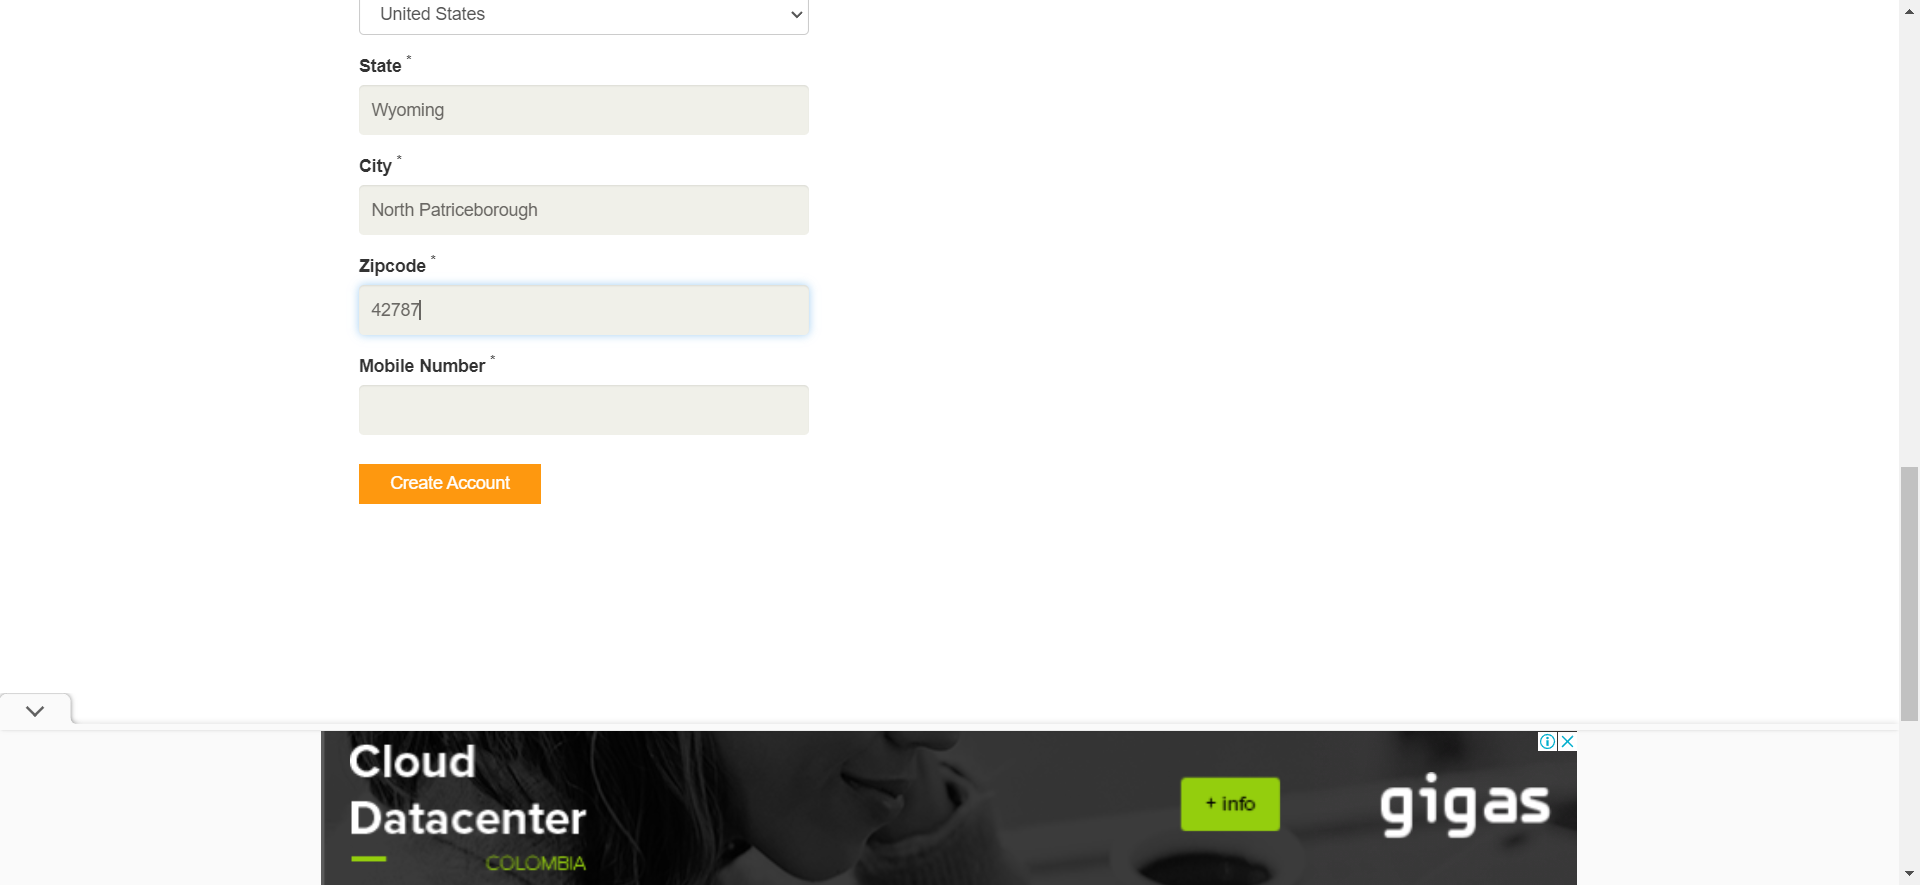 United States
State *
Wyoming
City *
North Patriceborough
Zipcode *
42787
Mobile Number *
Create Account
Cloud
Datacenter
COLOMBIA
+ info
gigas